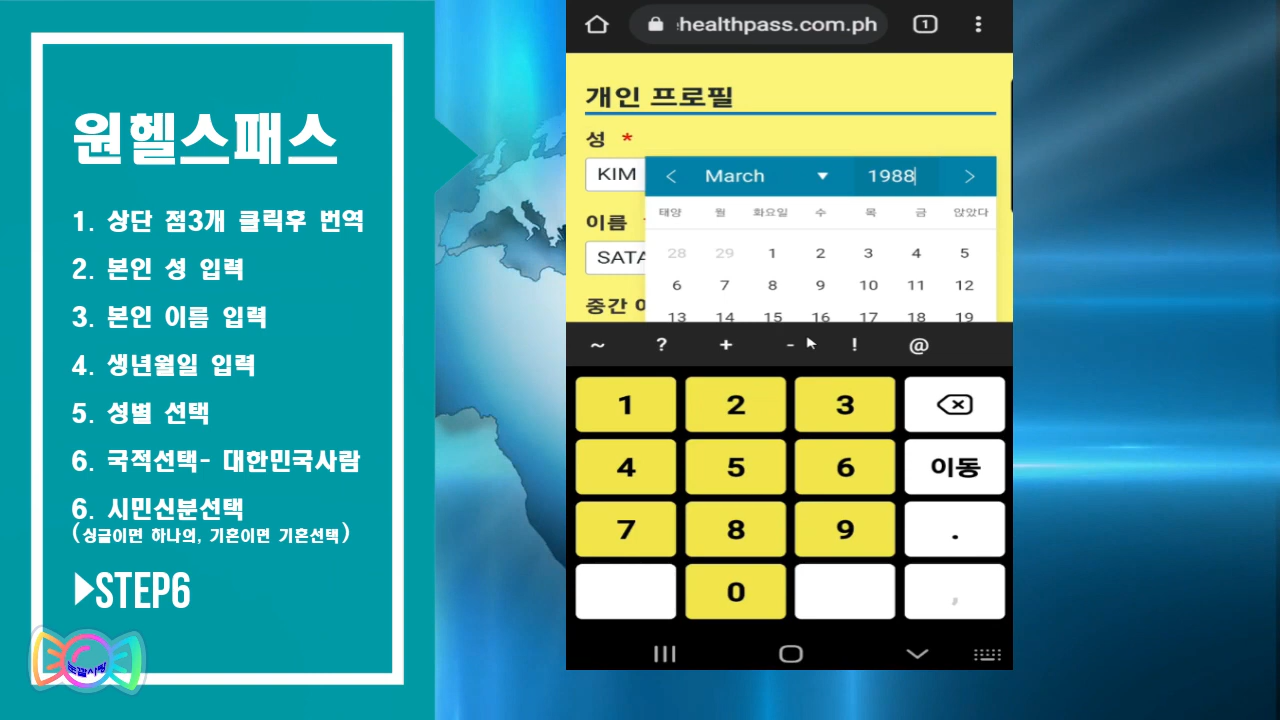 원헬스패스
1. 상단 점3개 클릭후 번역
2. 본인 성 입력
3. 본인 이름 입력
4. 생년월일 입력
5. 성별 선택
6. 국적선택- 대한민국사람
6. 시민신분선택
(싱글이면 하나의, 기혼이면 기혼선택)
▶STEP6
눈깔사탕
healthpass.com.ph
1
개인 프로필
성 *
KIM
March 1988
태양 월 화요일 수 목 금 앉았다
이름
SATA
28 29 1 2 3 4 5
6 7 8 9 10 11 12
중간 이
13 14 15 16 17 18 19
~ ? + - ! @
1 2 3
4 5 6 이동
7 8 9 .
0 ,